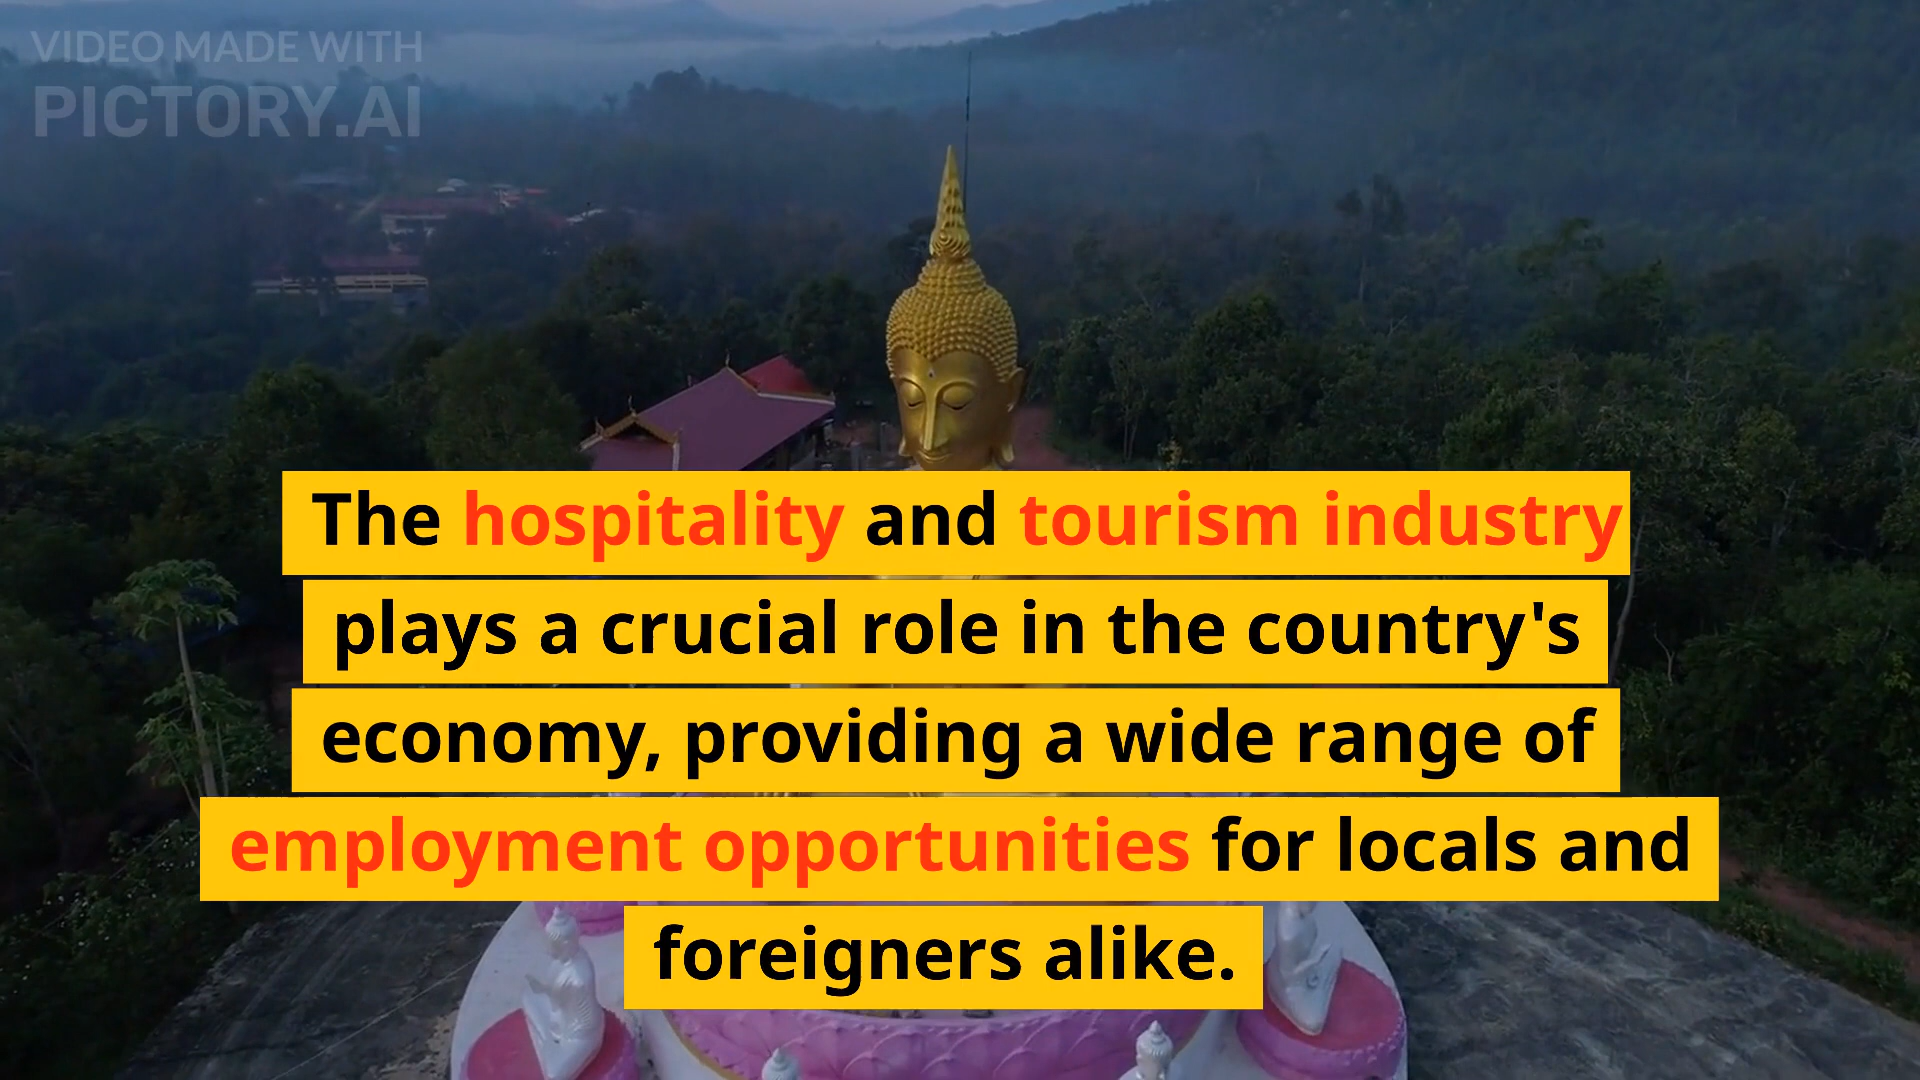 VIDEO MADE WITH
PICTORY.AI
The hospitality and tourism industry
plays a crucial role in the country's
economy, providing a wide range of
employment opportunities for locals and
foreigners alike.